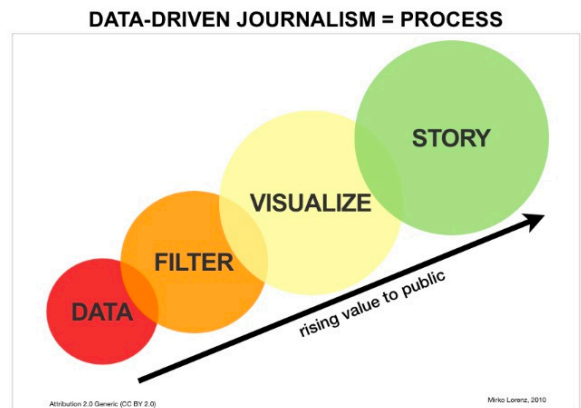 DATA-DRIVEN JOURNALISM = PROCESS
STORY
VISUALIZE
FILTER
DATA
rising value to public
Attribution 2.0 Generic (CC BY 2.0)
Mirko Lorenz, 2010